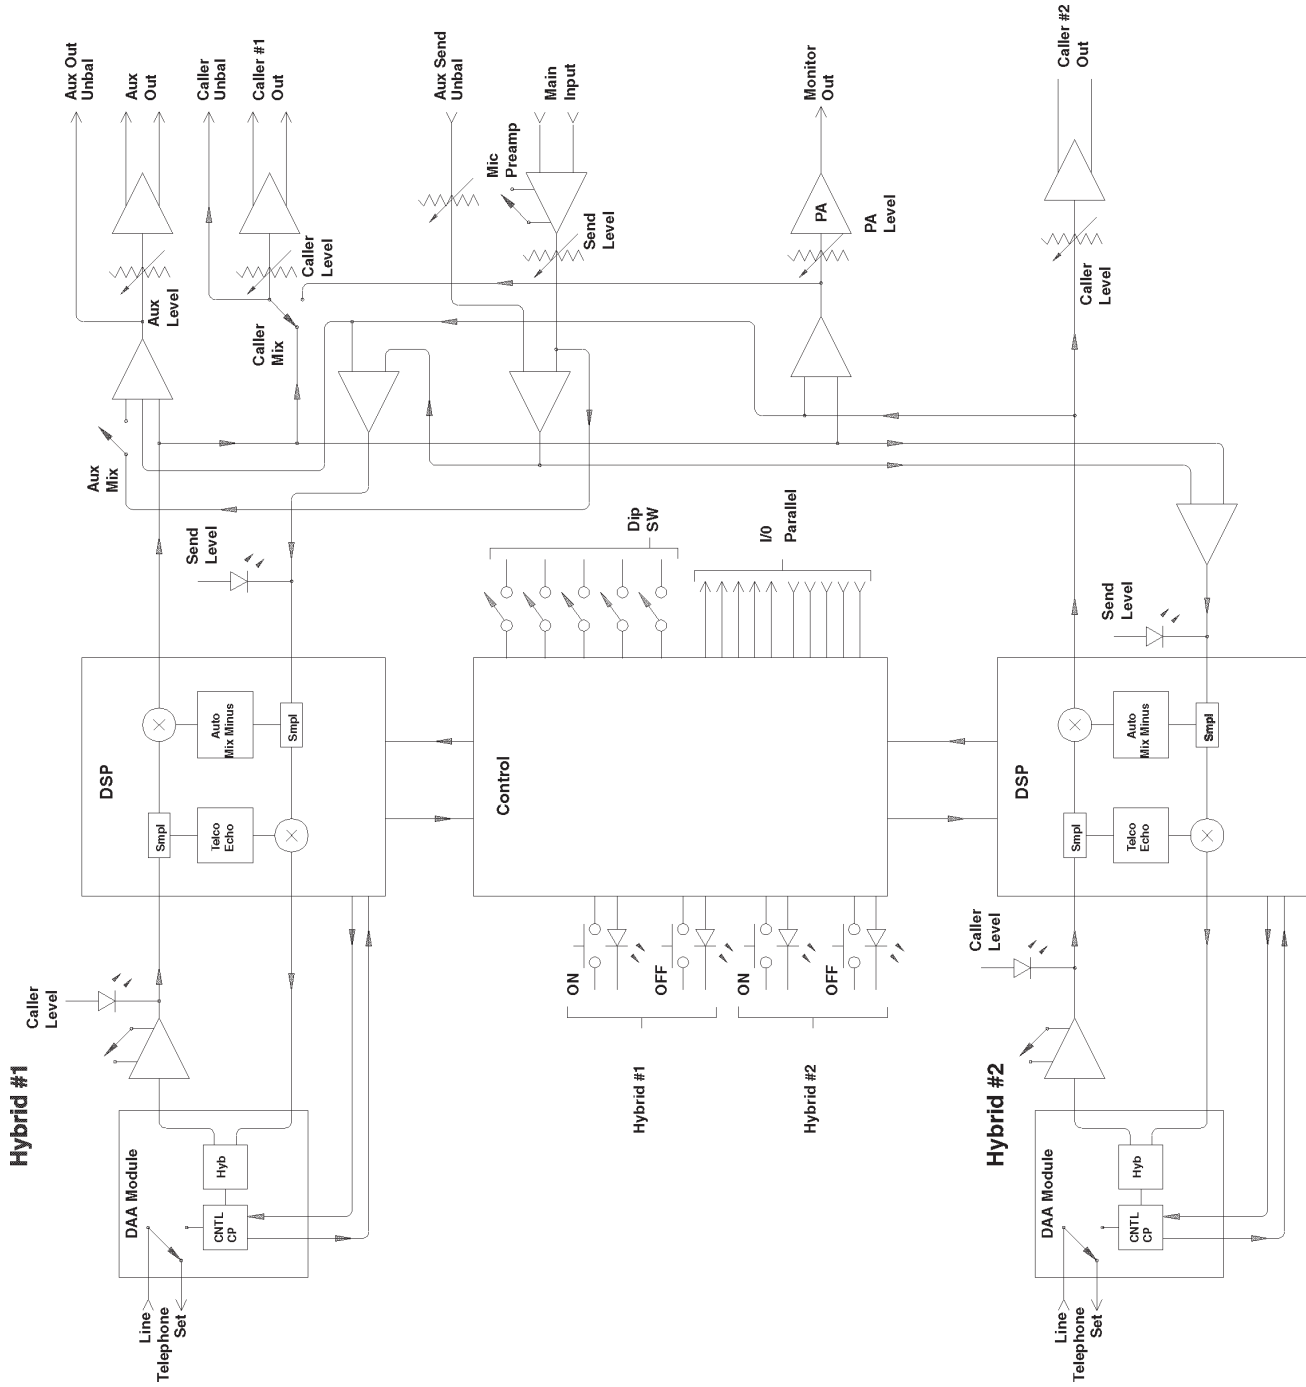 Hybrid #1
Line
Telephone
Set
DAA Module
CNTL
CP
Hyb
Caller
Level
DSP
Smpl
Telco
Echo
Auto
Mix Minus
Smpl
Send
Level
Aux
Mix
Aux
Level
Aux Out
Unbal
Aux
Out
Caller
Unbal
Caller #1
Out
Caller
Level
Caller
Mix
Aux Send
Unbal
Mic
Preamp
Main
Input
Send
Level
Monitor
Out
PA
PA
Level
Control
ON
OFF
ON
OFF
Hybrid #1
Hybrid #2
Dip
SW
I/0
Parallel
Hybrid #2
Line
Telephone
Set
DAA Module
CNTL
CP
Hyb
Caller
Level
DSP
Smpl
Telco
Echo
Auto
Mix Minus
Smpl
Send
Level
Caller
Level
Caller #2
Out